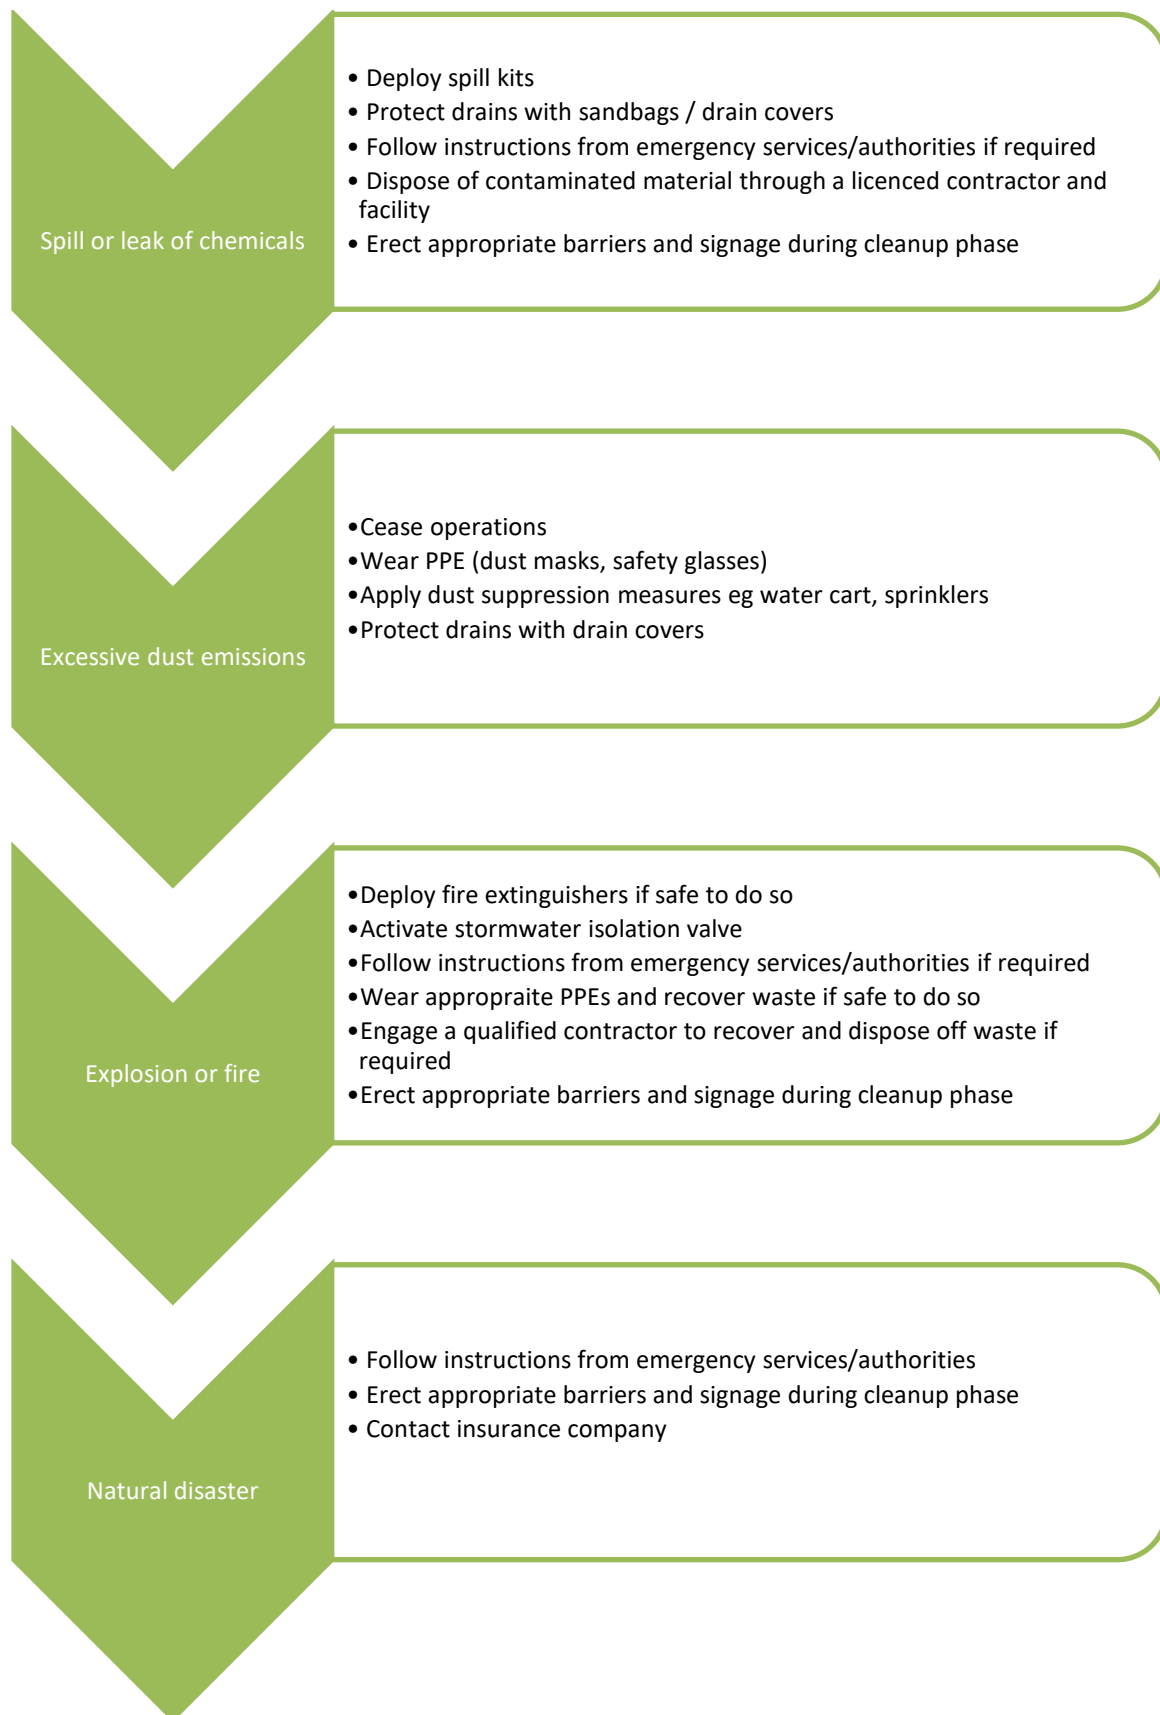 Spill or leak of chemicals
• Deploy spill kits
• Protect drains with sandbags / drain covers
• Follow instructions from emergency services/authorities if required
• Dispose of contaminated material through a licenced contractor and
facility
• Erect appropriate barriers and signage during cleanup phase
Excessive dust emissions
•Cease operations
•Wear PPE (dust masks, safety glasses)
•Apply dust suppression measures eg water cart, sprinklers
•Protect drains with drain covers
Explosion or fire
•Deploy fire extinguishers if safe to do so
•Activate stormwater isolation valve
•Follow instructions from emergency services/authorities if required
•Wear appropraite PPEs and recover waste if safe to do so
•Engage a qualified contractor to recover and dispose off waste if
required
•Erect appropriate barriers and signage during cleanup phase
Natural disaster
• Follow instructions from emergency services/authorities
• Erect appropriate barriers and signage during cleanup phase
• Contact insurance company